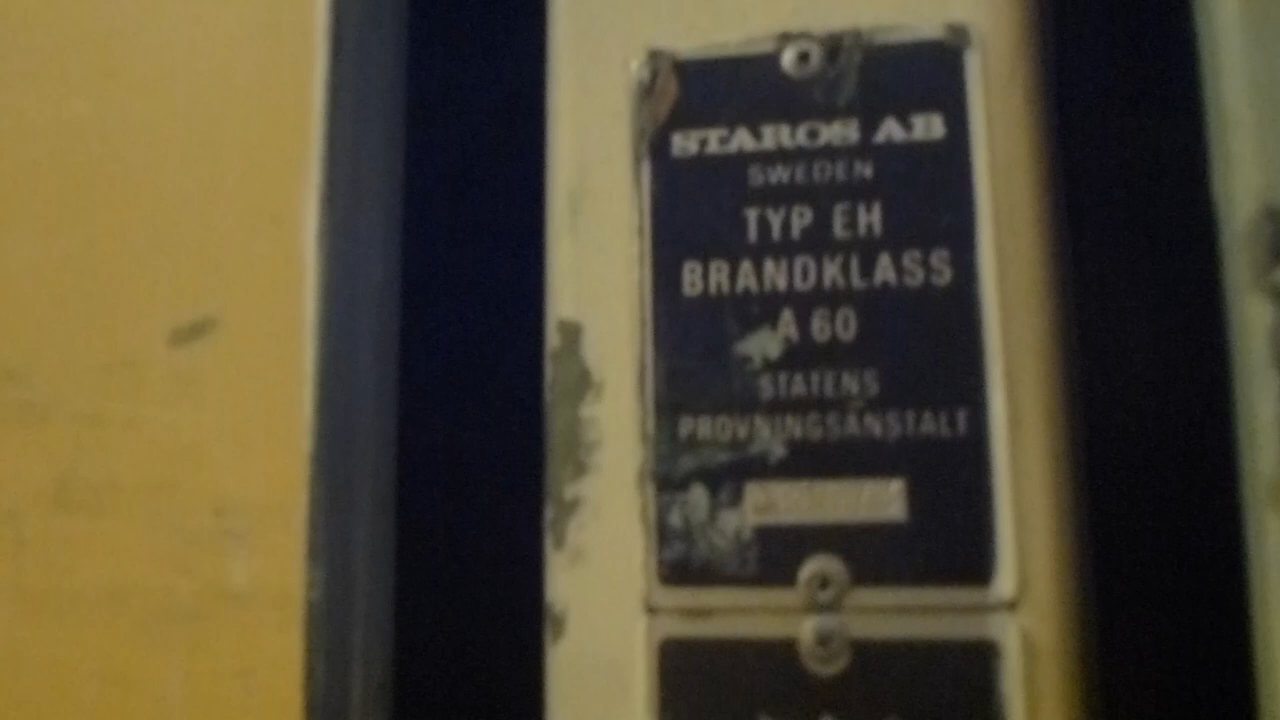 STAROS AB
SWEDEN
TYP EH
BRANDKLASS
A 60
STATENS
PROVNINGSANSTALT